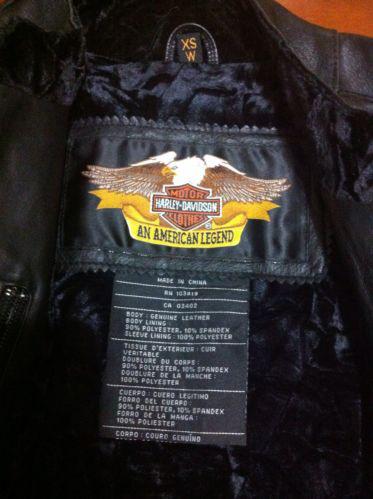 XS
W
MOTOR
HARLEY-DAVIDSON
CLOTHES
AN AMERICAN LEGEND
MADE IN CHINA
RN 103819
CA 03402
BODY : GENUINE LEATHER
BODY LINING :
90% POLYESTER, 10% SPANDEX
SLEEVE LINING : 100% POLYESTER
TISSUE D'EXTERIEUR : CUIR
VERITABLE
DOUBLURE DU CORPS :
90% POLYESTER, 10% SPANDEX
DOUBLURE DE LA MANCHE :
100% POLYESTER
CUERPO : CUERO LEGITIMO
FORRO DEL CUERPO :
90% POLIESTER, 10% SPANDEX
FORRO DE LA MANGA :
100% POLIESTER
CORPO : COURO GENUÍNO